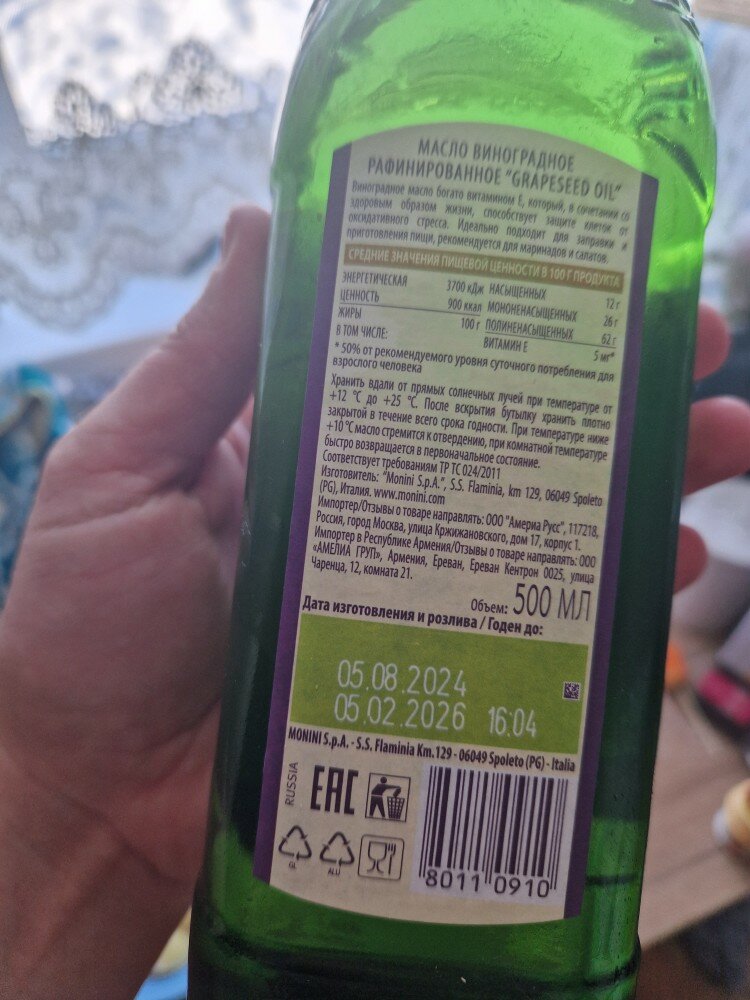 МАСЛО ВИНОГРАДНОЕ
РАФИНИРОВАННОЕ "GRAPESEED OIL"
Виноградное масло богато витамином Е, который, в сочетании со
здоровым образом жизни, способствует защите клеток от
оксидативного стресса. Идеально подходит для заправки и
приготовления пищи, рекомендуется для маринадов и салатов.
СРЕДНИЕ ЗНАЧЕНИЯ ПИЩЕВОЙ ЦЕННОСТИ В 100 Г ПРОДУКТА
ЭНЕРГЕТИЧЕСКАЯ 3700 кДж НАСЫЩЕННЫХ 12 г
ЦЕННОСТЬ 900 ккал МОНОНЕНАСЫЩЕННЫХ 26 г
ЖИРЫ 100 г ПОЛИНЕНАСЫЩЕННЫХ 62 г
В ТОМ ЧИСЛЕ: ВИТАМИН Е 5 мг*
* 50% от рекомендуемого уровня суточного потребления для
взрослого человека
Хранить вдали от прямых солнечных лучей при температуре от
+12 °С до +25 °С. После вскрытия бутылку хранить плотно
закрытой в течение всего срока годности. При температуре ниже
+10 °С масло стремится к отвердению, при комнатной температуре
быстро возвращается в первоначальное состояние.
Соответствует требованиям ТР ТС 024/2011
Изготовитель: "Monini S.p.A.", S.S. Flaminia, km 129, 06049 Spoleto
(PG), Италия. www.monini.com
Импортер/Отзывы о товаре направлять: ООО "Америа Русс", 117218,
Россия, город Москва, улица Кржижановского, дом 17, корпус 1.
Импортер в Республике Армения/Отзывы о товаре направлять: ООО
«АМЕЛИА ГРУП», Армения, Ереван, Ереван Кентрон 0025, улица
Чаренца, 12, комната 21.
Объем: 500 МЛ
Дата изготовления и розлива / Годен до:
05.08.2024
05.02.2026 16:04
MONINI S.p.A. - S.S. Flaminia Km. 129 - 06049 Spoleto (PG) - Italia
RUSSIA
EAC
GL
ALU
8011 0910